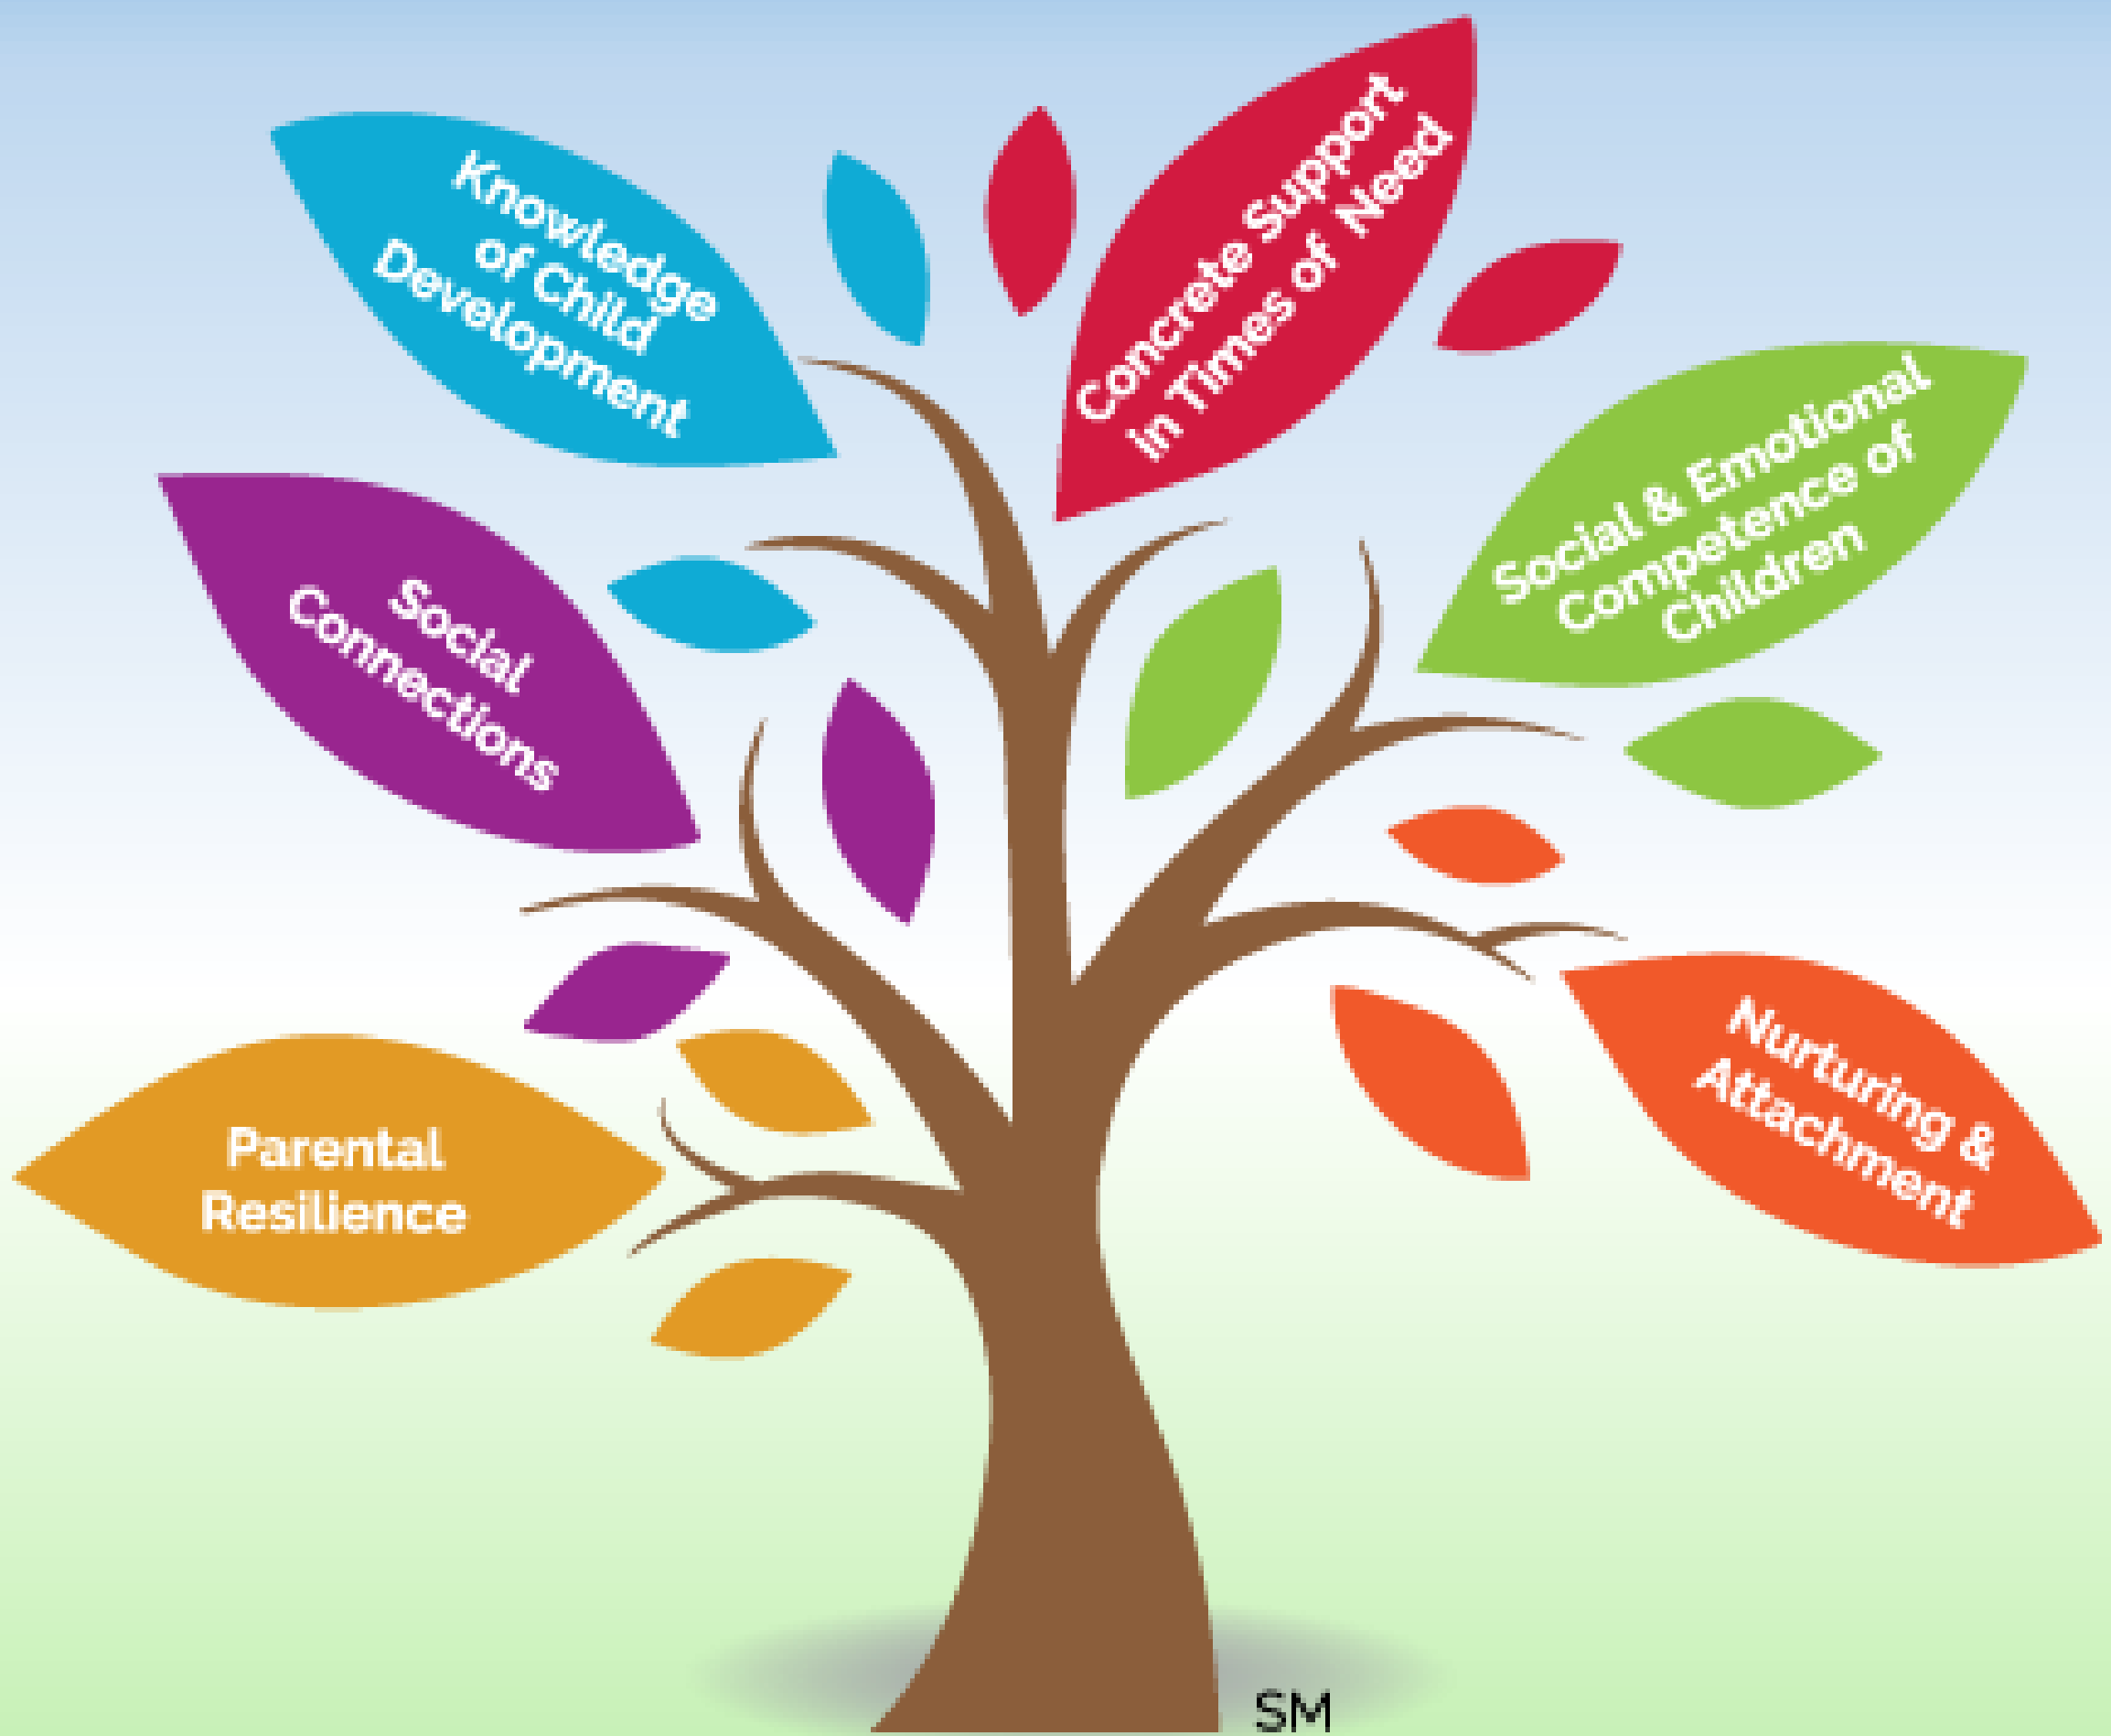 Knowledge
of Child
Development
Concrete Support
in Times of Need
Social & Emotional
Competence of
Children
Social
Connections
Nurturing &
Attachment
Parental
Resilience
SM